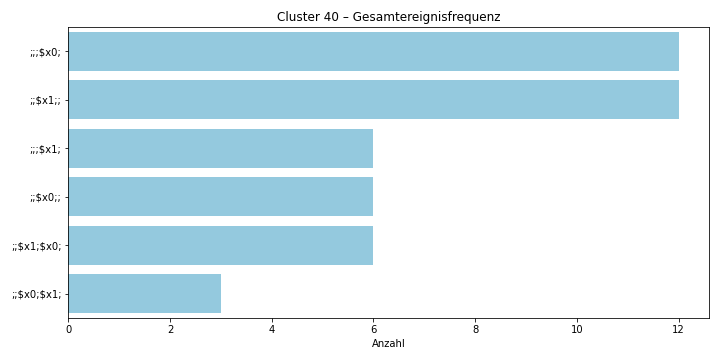 Cluster 40 – Gesamtereignisfrequenz
;;;$x0;
;;$x1;;
;;;$x1;
;;$x0;;
;;$x1;$x0;
;;$x0;$x1;
0 2 4 6 8 10 12
Anzahl